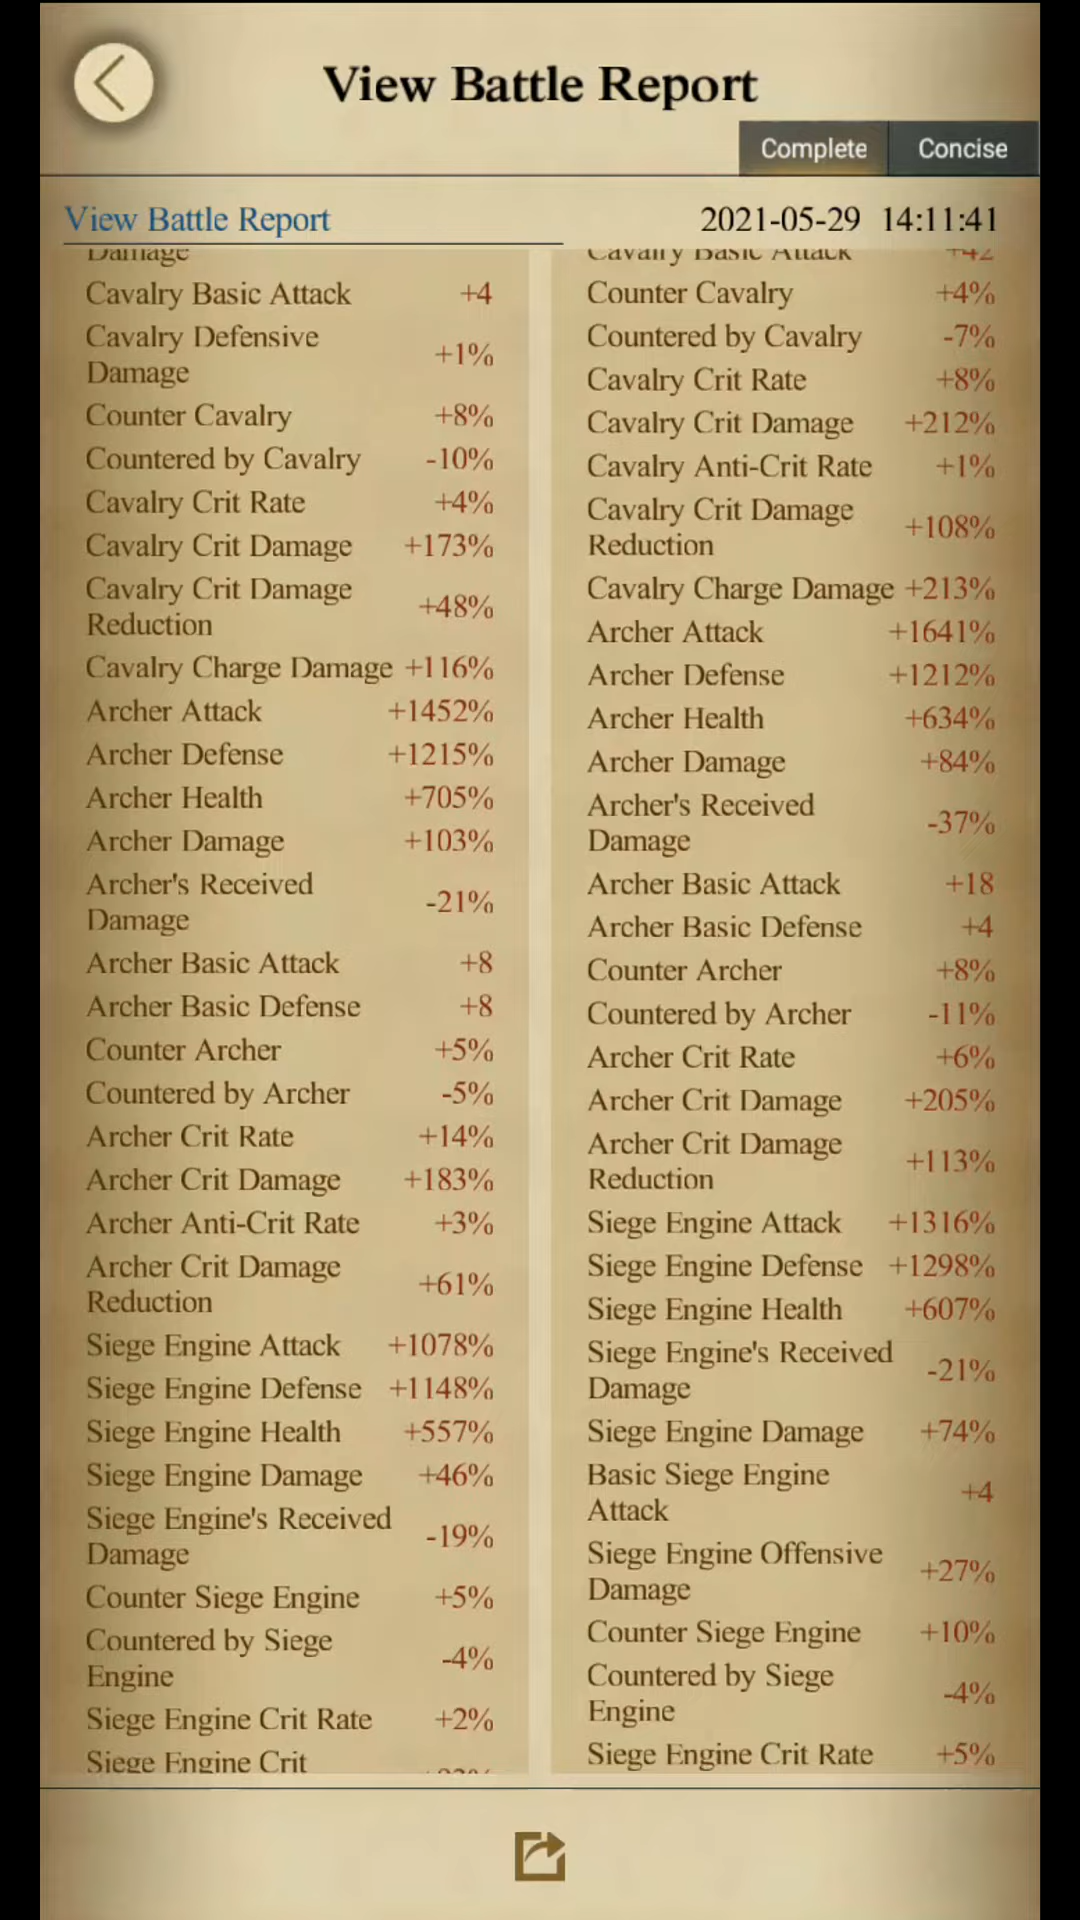 View Battle Report
Complete
Concise
View Battle Report
2021-05-29 14:11:41
Damage
Cavalry Basic Attack +4
Cavalry Defensive
Damage +1%
Counter Cavalry +8%
Countered by Cavalry -10%
Cavalry Crit Rate +4%
Cavalry Crit Damage +173%
Cavalry Crit Damage
Reduction +48%
Cavalry Charge Damage +116%
Archer Attack +1452%
Archer Defense +1215%
Archer Health +705%
Archer Damage +103%
Archer's Received
Damage -21%
Archer Basic Attack +8
Archer Basic Defense +8
Counter Archer +5%
Countered by Archer -5%
Archer Crit Rate +14%
Archer Crit Damage +183%
Archer Anti-Crit Rate +3%
Archer Crit Damage
Reduction +61%
Siege Engine Attack +1078%
Siege Engine Defense +1148%
Siege Engine Health +557%
Siege Engine Damage +46%
Siege Engine's Received
Damage -19%
Counter Siege Engine +5%
Countered by Siege
Engine -4%
Siege Engine Crit Rate +2%
Siege Engine Crit
Cavalry Basic Attack +42
Counter Cavalry +4%
Countered by Cavalry -7%
Cavalry Crit Rate +8%
Cavalry Crit Damage +212%
Cavalry Anti-Crit Rate +1%
Cavalry Crit Damage
Reduction +108%
Cavalry Charge Damage +213%
Archer Attack +1641%
Archer Defense +1212%
Archer Health +634%
Archer Damage +84%
Archer's Received
Damage -37%
Archer Basic Attack +18
Archer Basic Defense +4
Counter Archer +8%
Countered by Archer -11%
Archer Crit Rate +6%
Archer Crit Damage +205%
Archer Crit Damage
Reduction +113%
Siege Engine Attack +1316%
Siege Engine Defense +1298%
Siege Engine Health +607%
Siege Engine's Received
Damage -21%
Siege Engine Damage +74%
Basic Siege Engine
Attack +4
Siege Engine Offensive
Damage +27%
Counter Siege Engine +10%
Countered by Siege
Engine -4%
Siege Engine Crit Rate +5%